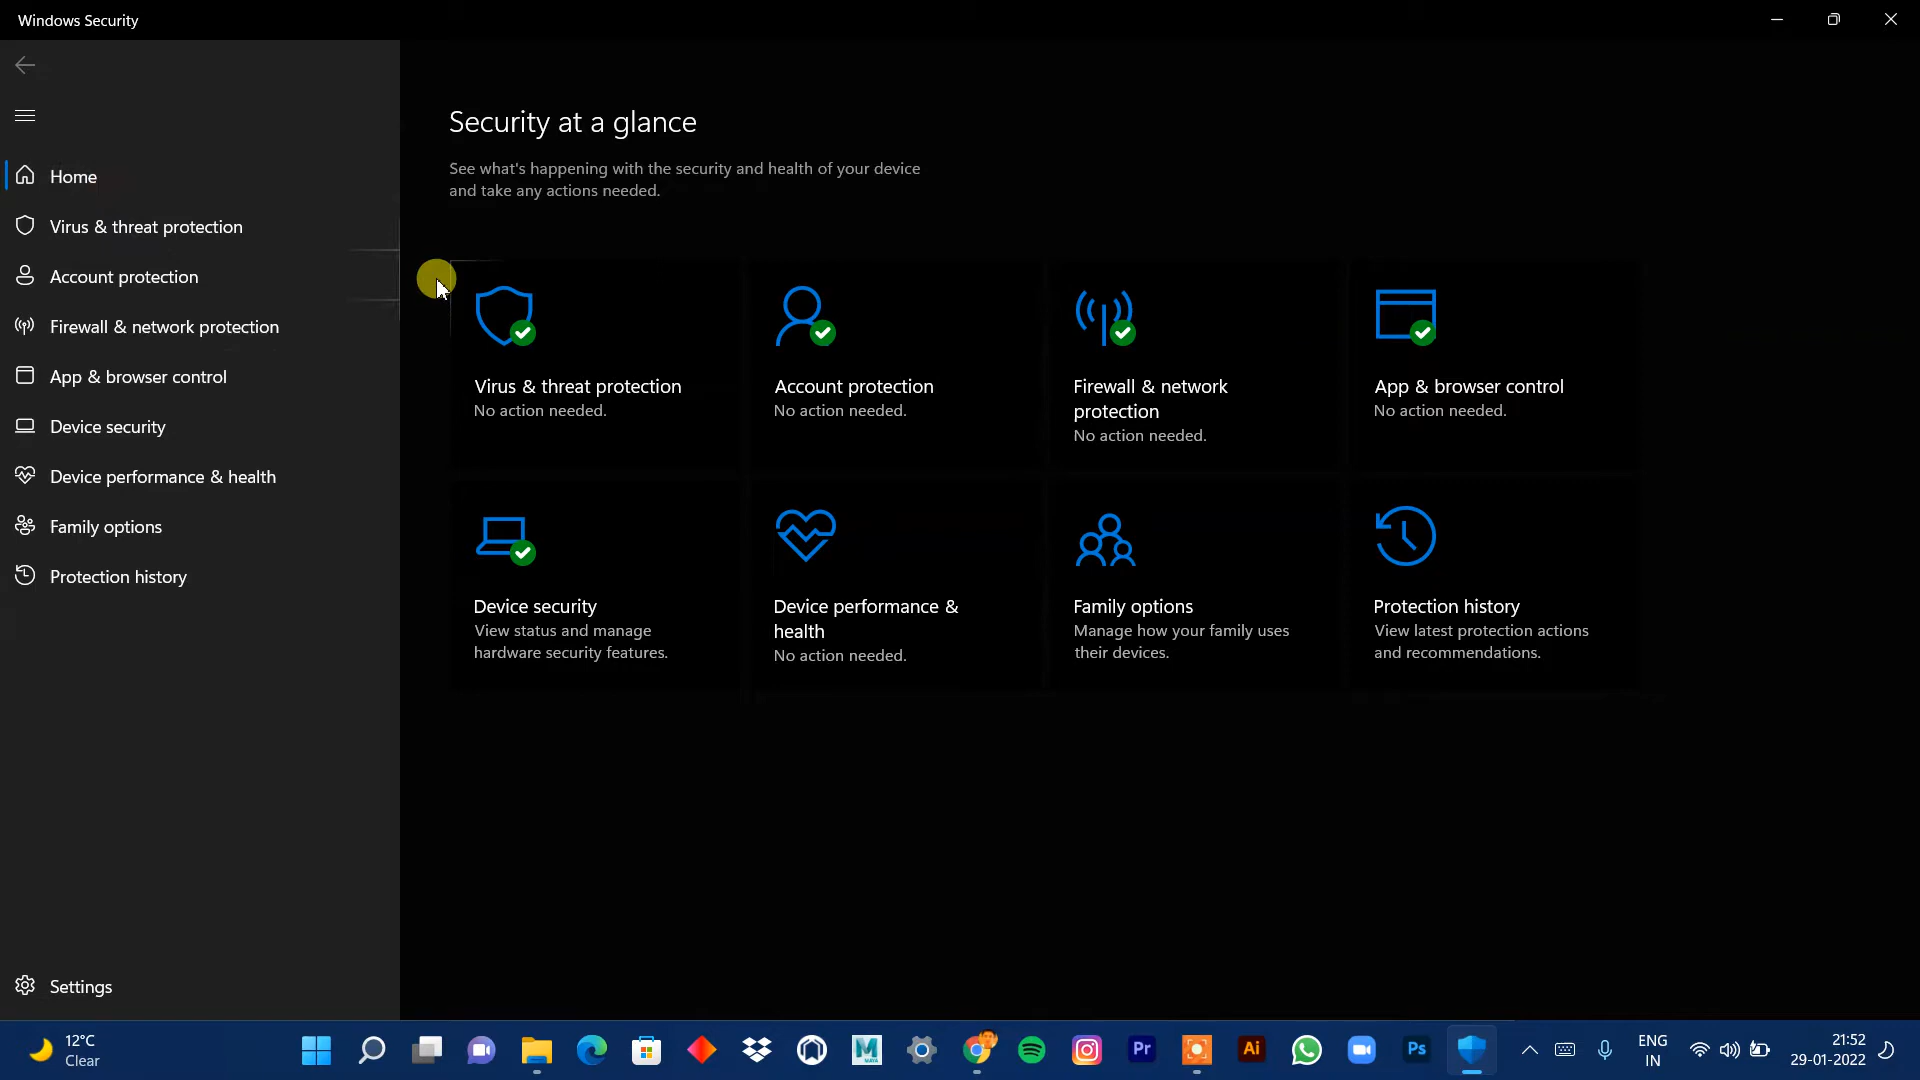 Windows Security
Home
Virus & threat protection
Account protection
Firewall & network protection
App & browser control
Device security
Device performance & health
Family options
Protection history
Settings
Security at a glance
See what's happening with the security and health of your device
and take any actions needed.
Virus & threat protection
No action needed.
Account protection
No action needed.
Firewall & network
protection
No action needed.
App & browser control
No action needed.
Device security
View status and manage
hardware security features.
Device performance &
health
No action needed.
Family options
Manage how your family uses
their devices.
Protection history
View latest protection actions
and recommendations.
12°C
Clear
M
MAYA
Pr
Ai
Ps
ENG
IN
21:52
29-01-2022